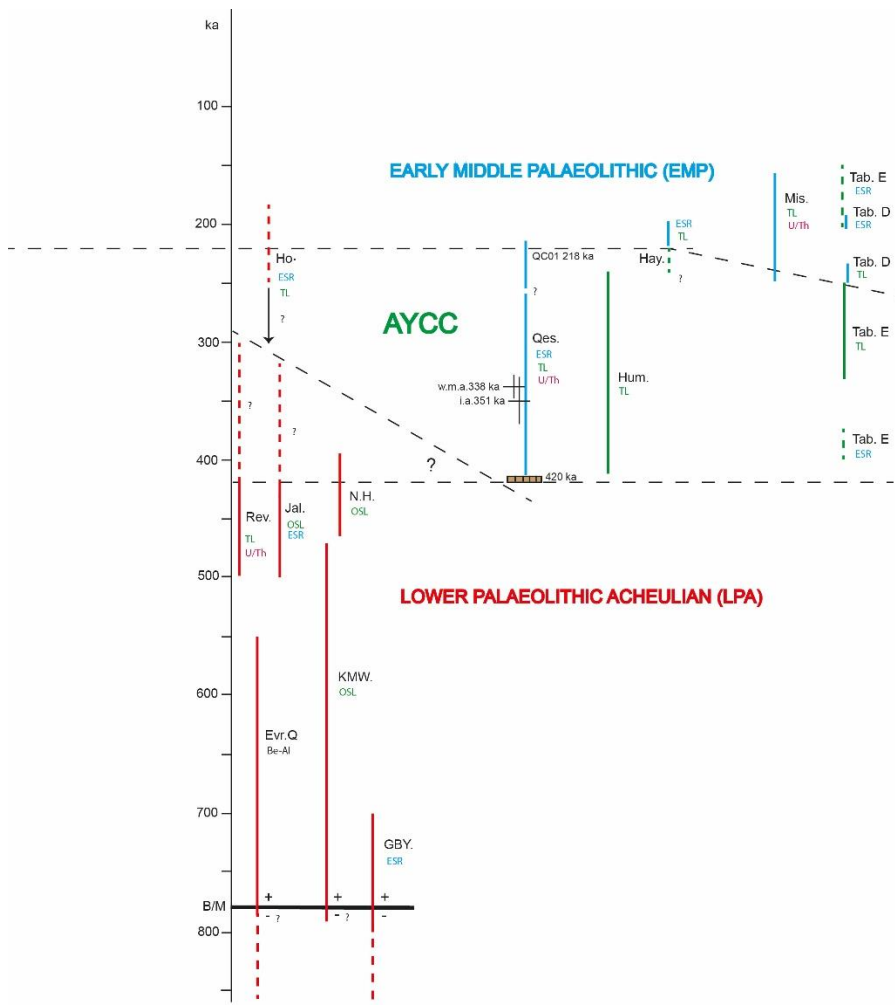 ka
100
EARLY MIDDLE PALAEOLITHIC (EMP)
Tab. E
ESR
Mis.
TL
U/Th
Tab. D
ESR
200
ESR
TL
Ho.
ESR
TL
?
QC01 218 ka
Hay.
?
Tab. D
TL
AYCC
?
300
Qes.
ESR
TL
U/Th
Tab. E
TL
w.m.a.338 ka
i.a.351 ka
Hum.
TL
?
?
400
?
Tab. E
ESR
420 ka
N.H.
OSL
Rev.
TL
U/Th
Jal.
OSL
ESR
500
LOWER PALAEOLITHIC ACHEULIAN (LPA)
600
KMW.
OSL
Evr.Q
Be-Al
700
GBY.
ESR
B/M
+ + +
- ? - ? -
800